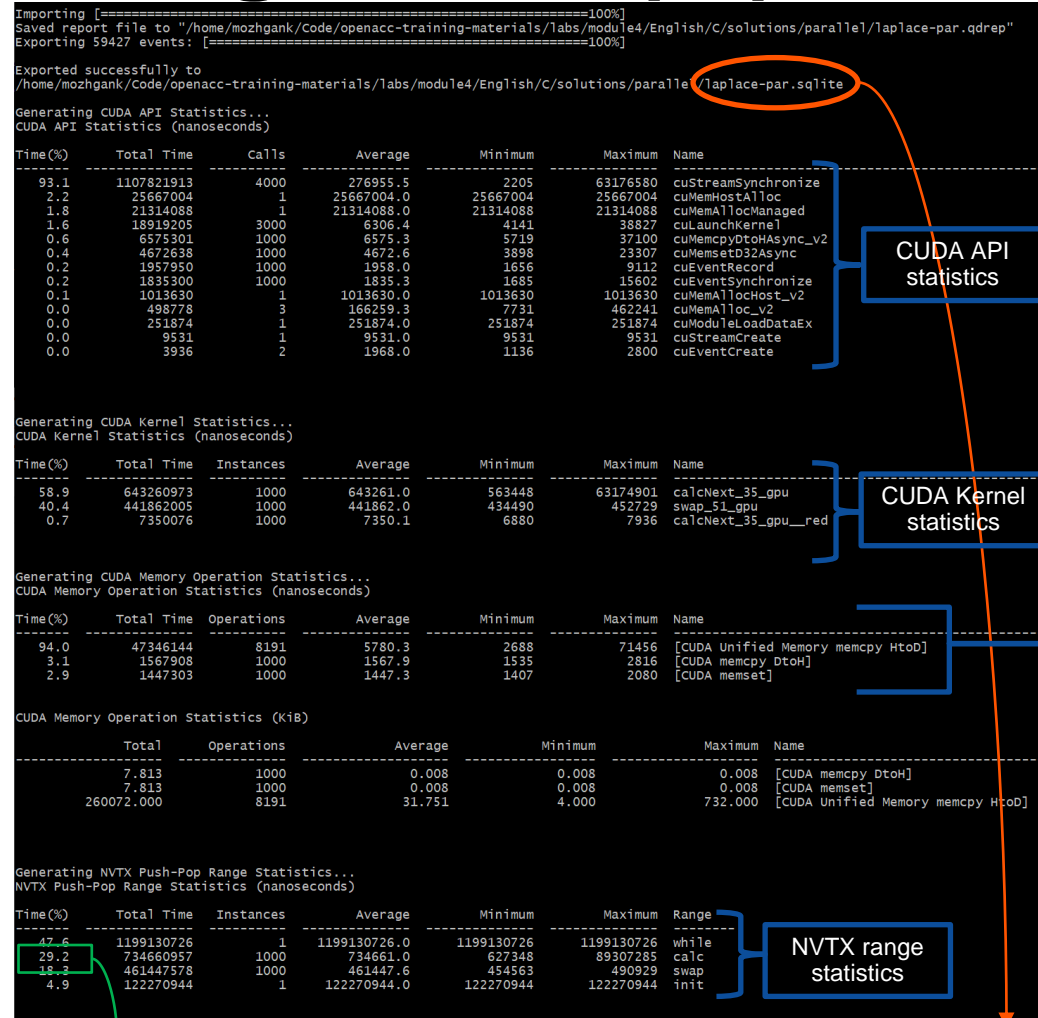 Importing [========================================================100%]
Saved report file to "/home/mozhgank/Code/openacc-training-materials/labs/module4/English/C/solutions/parallel/laplace-par.qdrep"
Exporting 59427 events: [===========================================100%]
Exported successfully to
/home/mozhgank/Code/openacc-training-materials/labs/module4/English/C/solutions/parallel/laplace-par.sqlite
Generating CUDA API Statistics...
CUDA API Statistics (nanoseconds)
Time(%) Total Time Calls Average Minimum Maximum Name
93.1 1107821913 4000 276955.5 2205 63176580 cuStreamSynchronize
2.2 25667004 1 25667004.0 25667004 25667004 cuMemHostAlloc
1.8 21314088 1 21314088.0 21314088 21314088 cuMemAllocManaged
1.6 18919205 3000 6306.4 4141 38827 cuLaunchKernel
0.6 6575301 1000 6575.3 5719 37100 cuMemcpyDtoHAsync_v2
0.4 4672638 1000 4672.6 3898 23307 cuMemsetD32Async
0.2 1957950 1000 1958.0 1656 9112 cuEventRecord
0.2 1835300 1000 1835.3 1685 15602 cuEventSynchronize
0.1 1013630 1 1013630.0 1013630 1013630 cuMemAllocHost_v2
0.0 498778 3 166259.3 7731 462241 cuMemAlloc_v2
0.0 251874 1 251874.0 251874 251874 cuModuleLoadDataEx
0.0 9531 1 9531.0 9531 9531 cuStreamCreate
0.0 3936 2 1968.0 1136 2800 cuEventCreate
CUDA API
statistics
Generating CUDA Kernel Statistics...
CUDA Kernel Statistics (nanoseconds)
Time(%) Total Time Instances Average Minimum Maximum Name
58.9 643260973 1000 643261.0 563448 63174901 calcNext_35_gpu
40.4 441862005 1000 441862.0 434490 452729 swap_51_gpu
0.7 7350076 1000 7350.1 6880 7936 calcNext_35_gpu__red
CUDA Kernel
statistics
Generating CUDA Memory Operation Statistics...
CUDA Memory Operation Statistics (nanoseconds)
Time(%) Total Time Operations Average Minimum Maximum Name
94.0 47346144 8191 5780.3 2688 71456 [CUDA Unified Memory memcpy HtoD]
3.1 1567908 1000 1567.9 1535 2816 [CUDA memcpy DtoH]
2.9 1447303 1000 1447.3 1407 2080 [CUDA memset]
CUDA Memory Operation Statistics (KiB)
Total Operations Average Minimum Maximum Name
7.813 1000 0.008 0.008 0.008 [CUDA memcpy DtoH]
7.813 1000 0.008 0.008 0.008 [CUDA memset]
260072.000 8191 31.751 4.000 732.000 [CUDA Unified Memory memcpy HtoD]
Generating NVTX Push-Pop Range Statistics...
NVTX Push-Pop Range Statistics (nanoseconds)
Time(%) Total Time Instances Average Minimum Maximum Range
47.6 1199130726 1 1199130726.0 1199130726 1199130726 while
29.2 734660957 1000 734661.0 627348 89307285 calc
18.3 461447578 1000 461447.6 454563 490929 swap
4.9 122270944 1 122270944.0 122270944 122270944 init
NVTX range
statistics